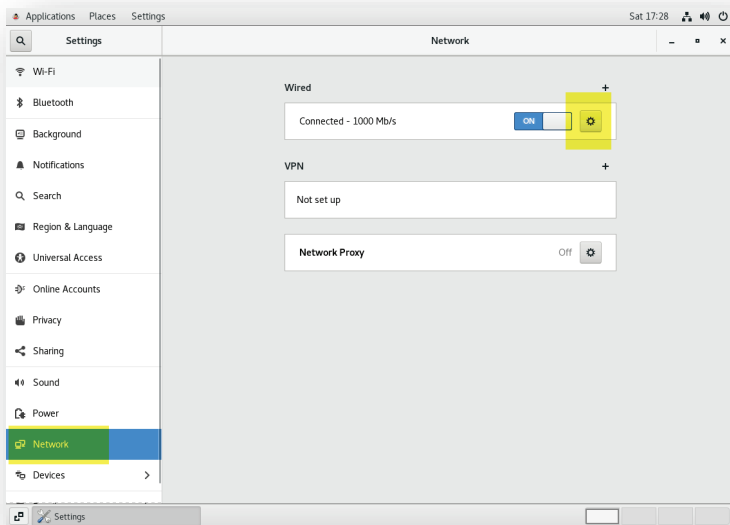 Applications Places Settings Sat 17:28
Settings Network
Wi-Fi
Bluetooth
Background
Notifications
Search
Region & Language
Universal Access
Online Accounts
Privacy
Sharing
Sound
Power
Network
Devices
Wired +
Connected - 1000 Mb/s ON
VPN +
Not set up
Network Proxy Off
Settings